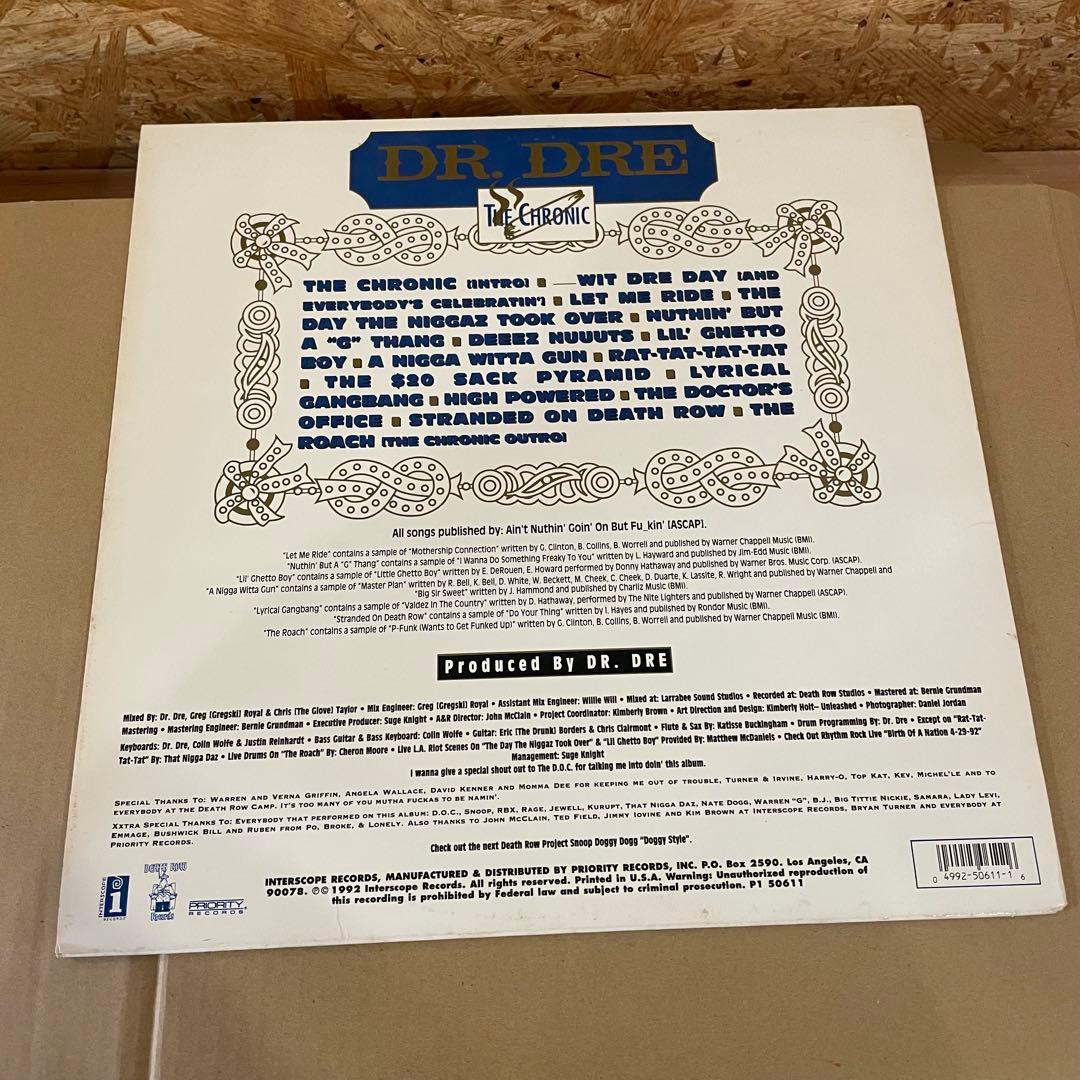 DR. DRE
THE CHRONIC
THE CHRONIC [INTRO] ■ __WIT DRE DAY [AND
EVERYBODY'S CELEBRATIN'] ■ LET ME RIDE ■ THE
DAY THE NIGGAZ TOOK OVER ■ NUTHIN' BUT
A "G" THANG ■ DEEEZ NUUUTS ■ LIL' GHETTO
BOY ■ A NIGGA WITTA GUN ■ RAT-TAT-TAT-TAT
■ THE $20 SACK PYRAMID ■ LYRICAL
GANGBANG ■ HIGH POWERED ■ THE DOCTOR'S
OFFICE ■ STRANDED ON DEATH ROW ■ THE
ROACH [THE CHRONIC OUTRO]
All songs published by: Ain't Nuthin' Goin' On But Fu_kin' [ASCAP].
"Let Me Ride" contains a sample of "Mothership Connection" written by G. Clinton, B. Collins, B. Worrell and published by Warner Chappell Music (BMI).
"Nuthin' But A "G" Thang" contains a sample of "I Wanna Do Something Freaky To You" written by L. Hayward and published by Jim-Edd Music (BMI).
"Lil' Ghetto Boy" contains a sample of "Little Ghetto Boy" written by E. DeRouen, E. Howard performed by Donny Hathaway and published by Warner Bros. Music Corp. (ASCAP).
"A Nigga Witta Gun" contains a sample of "Master Plan" written by R. Bell, K. Bell, D. White, W. Beckett, M. Cheek, C. Cheek, D. Duarte, K. Lassite, R. Wright and published by Warner Chappell and
"Big Sir Sweet" written by J. Hammond and published by Charliz Music (BMI).
"Lyrical Gangbang" contains a sample of "Valdez In The Country" written by D. Hathaway, performed by The Nite Lighters and published by Warner Chappell (ASCAP).
"Stranded On Death Row" contains a sample of "Do Your Thing" written by I. Hayes and published by Rondor Music (BMI).
"The Roach" contains a sample of "P-Funk (Wants to Get Funked Up)" written by G. Clinton, B. Collins, B. Worrell and published by Warner Chappell Music (BMI).
Produced By DR. DRE
Mixed By: Dr. Dre, Greg [Gregski] Royal & Chris [The Glove] Taylor • Mix Engineer: Greg [Gregski] Royal • Assistant Mix Engineer: Willie Will • Mixed at: Larrabee Sound Studios • Recorded at: Death Row Studios • Mastered at: Bernie Grundman
Mastering • Mastering Engineer: Bernie Grundman • Executive Producer: Suge Knight • A&R Director: John McClain • Project Coordinator: Kimberly Brown • Art Direction and Design: Kimberly Holt– Unleashed • Photographer: Daniel Jordan
Keyboards: Dr. Dre, Colin Wolfe & Justin Reinhardt • Bass Guitar & Bass Keyboard: Colin Wolfe • Guitar: Eric [The Drunk] Borders & Chris Clairmont • Flute & Sax By: Katisse Buckingham • Drum Programming By: Dr. Dre • Except on "Rat-Tat-
Tat-Tat" By: That Nigga Daz • Live Drums On "The Roach" By: Cheron Moore • Live L.A. Riot Scenes On "The Day The Niggaz Took Over" & "Lil Ghetto Boy" Provided By: Matthew McDaniels • Check Out Rhythm Rock Live "Birth Of A Nation 4-29-92"
Management: Suge Knight
I wanna give a special shout out to The D.O.C. for talking me into doin' this album.
SPECIAL THANKS TO: WARREN AND VERNA GRIFFIN, ANGELA WALLACE, DAVID KENNER AND MOMMA DEE FOR KEEPING ME OUT OF TROUBLE, TURNER & IRVINE, HARRY-O, TOP KAT, KEV, MICHEL'LE AND TO
EVERYBODY AT THE DEATH ROW CAMP. IT'S TOO MANY OF YOU MUTHA FUCKAS TO BE NAMIN'.
XXTRA SPECIAL THANKS TO: EVERYBODY THAT PERFORMED ON THIS ALBUM: D.O.C., SNOOP, RBX, RAGE, JEWELL, KURUPT, THAT NIGGA DAZ, NATE DOGG, WARREN "G", B.J., BIG TITTIE NICKIE, SAMARA, LADY LEVI,
EMMAGE, BUSHWICK BILL AND RUBEN FROM PO, BROKE, & LONELY. ALSO THANKS TO JOHN MCCLAIN, TED FIELD, JIMMY IOVINE AND KIM BROWN AT INTERSCOPE RECORDS, BRYAN TURNER AND EVERYBODY AT
PRIORITY RECORDS.
Check out the next Death Row Project Snoop Doggy Dogg "Doggy Style".
INTERSCOPE RECORDS
DEATH ROW Records
PRIORITY RECORDS
INTERSCOPE RECORDS, MANUFACTURED & DISTRIBUTED BY PRIORITY RECORDS, INC. P.O. Box 2590. Los Angeles, CA
90078. ℗©1992 Interscope Records. All rights reserved. Printed in U.S.A. Warning: Unauthorized reproduction of
this recording is prohibited by Federal law and subject to criminal prosecution. P1 50611
0 4992-50611-1 6